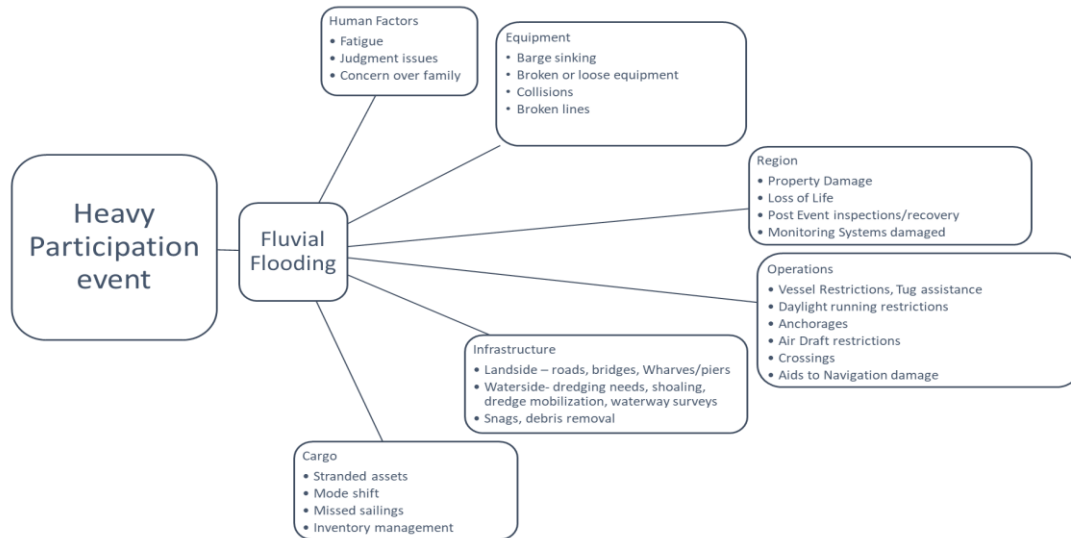 Heavy
Participation
event
Fluvial
Flooding
Human Factors
• Fatigue
• Judgment issues
• Concern over family
Equipment
• Barge sinking
• Broken or loose equipment
• Collisions
• Broken lines
Region
• Property Damage
• Loss of Life
• Post Event inspections/recovery
• Monitoring Systems damaged
Operations
• Vessel Restrictions, Tug assistance
• Daylight running restrictions
• Anchorages
• Air Draft restrictions
• Crossings
• Aids to Navigation damage
Infrastructure
• Landside – roads, bridges, Wharves/piers
• Waterside- dredging needs, shoaling,
dredge mobilization, waterway surveys
• Snags, debris removal
Cargo
• Stranded assets
• Mode shift
• Missed sailings
• Inventory management